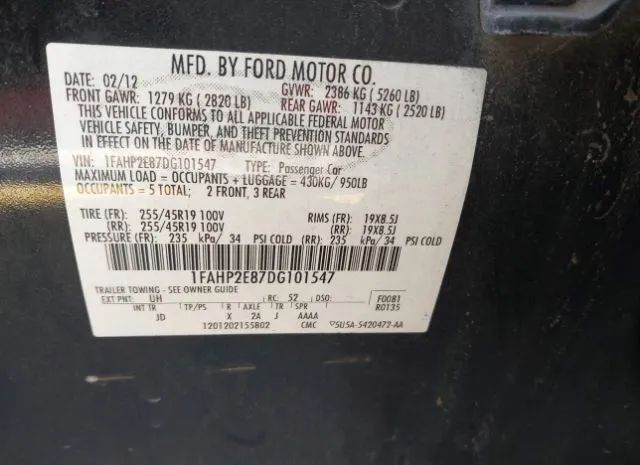 MFD. BY FORD MOTOR CO.
DATE: 02/12 GVWR: 2386 KG ( 5260 LB)
FRONT GAWR: 1279 KG ( 2820 LB) REAR GAWR: 1143 KG ( 2520 LB)
THIS VEHICLE CONFORMS TO ALL APPLICABLE FEDERAL MOTOR
VEHICLE SAFETY, BUMPER, AND THEFT PREVENTION STANDARDS
IN EFFECT ON THE DATE OF MANUFACTURE SHOWN ABOVE.
VIN: 1FAHP2E87DG101547 TYPE: Passenger Car
MAXIMUM LOAD = OCCUPANTS + LUGGAGE = 430KG/ 950LB
OCCUPANTS = 5 TOTAL; 2 FRONT, 3 REAR
TIRE (FR): 255/45R19 100V RIMS (FR): 19X8.5J
(RR): 255/45R19 100V (RR): 19X8.5J
PRESSURE (FR): 235 kPa/ 34 PSI COLD (RR): 235 kPa/ 34 PSI COLD
1FAHP2E87DG101547
TRAILER TOWING - SEE OWNER GUIDE
EXT PNT: UH RC: 52 DSO: F0081
INT TR TP/PS R AXLE TR SPR R0135
JD X 2A J AAAA
1201202155802 CMC 5U5A-5420472-AA